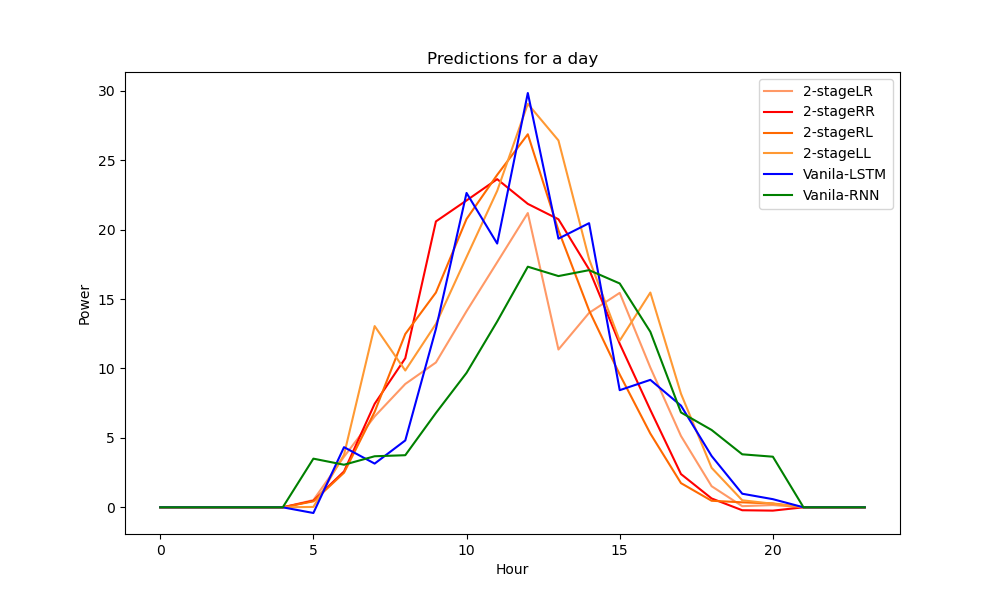 Predictions for a day
30
25
20
15
10
5
0
Power
0 5 10 15 20
Hour
2-stageLR
2-stageRR
2-stageRL
2-stageLL
Vanila-LSTM
Vanila-RNN